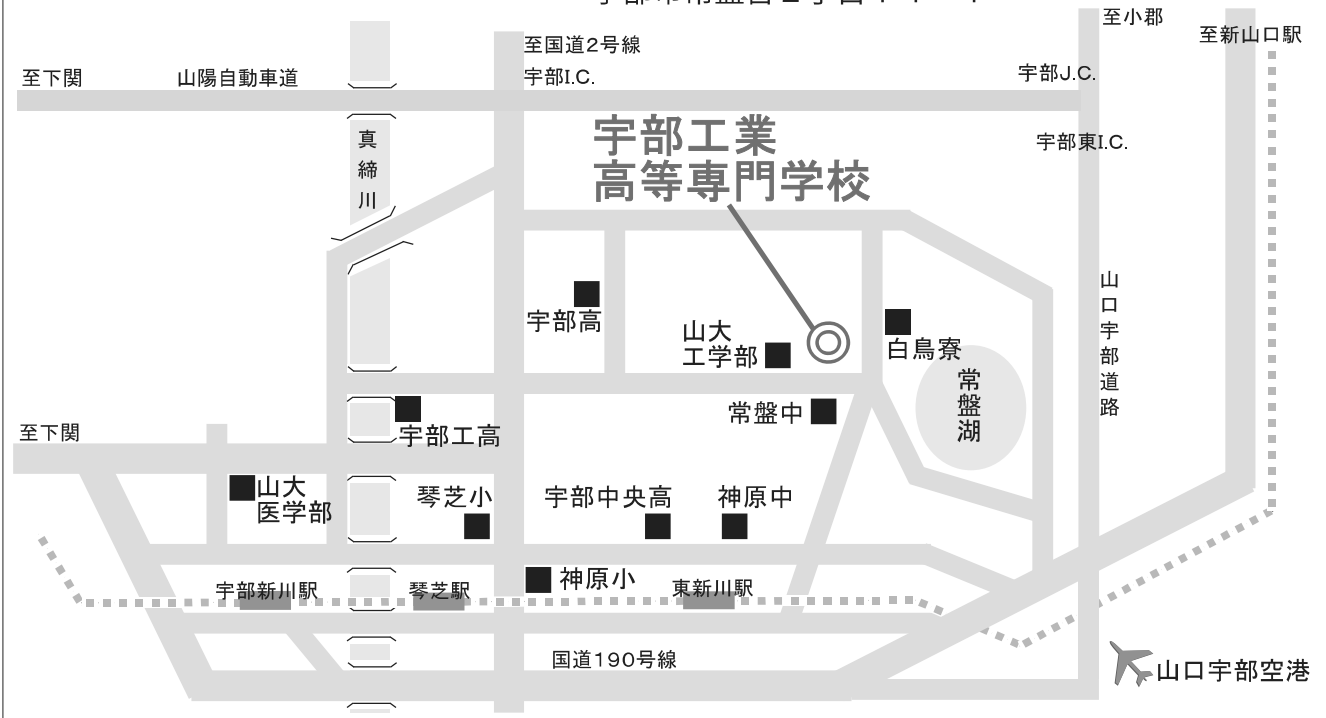 至小郡
至新山口駅
至国道2号線
宇部I.C.
至下関
山陽自動車道
宇部J.C.
宇部東I.C.
真締川
宇部工業
高等専門学校
山口宇部道路
宇部高
山大
工学部
白鳥寮
常盤湖
常盤中
宇部工高
至下関
山大
医学部
琴芝小
宇部中央高
神原中
神原小
宇部新川駅
琴芝駅
東新川駅
国道190号線
山口宇部空港